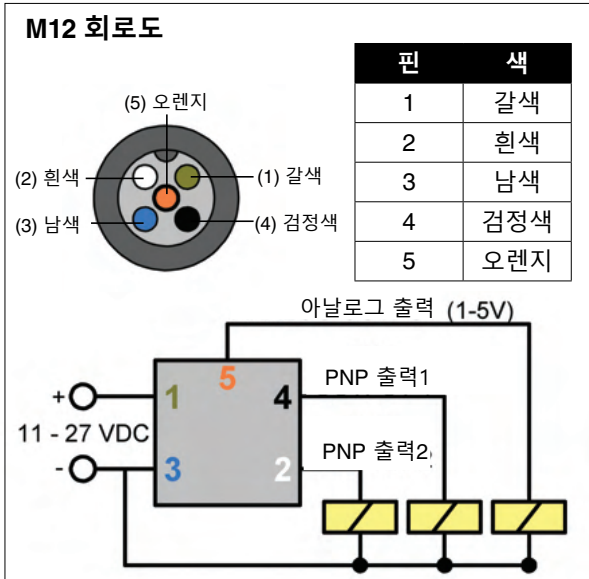 M12 회로도
핀 색
1 갈색
2 흰색
3 남색
4 검정색
5 오렌지
(5) 오렌지
(2) 흰색
(1) 갈색
(3) 남색
(4) 검정색
아날로그 출력 (1-5V)
5
+ 1 4 PNP 출력1
11 - 27 VDC
- 3 2 PNP 출력2